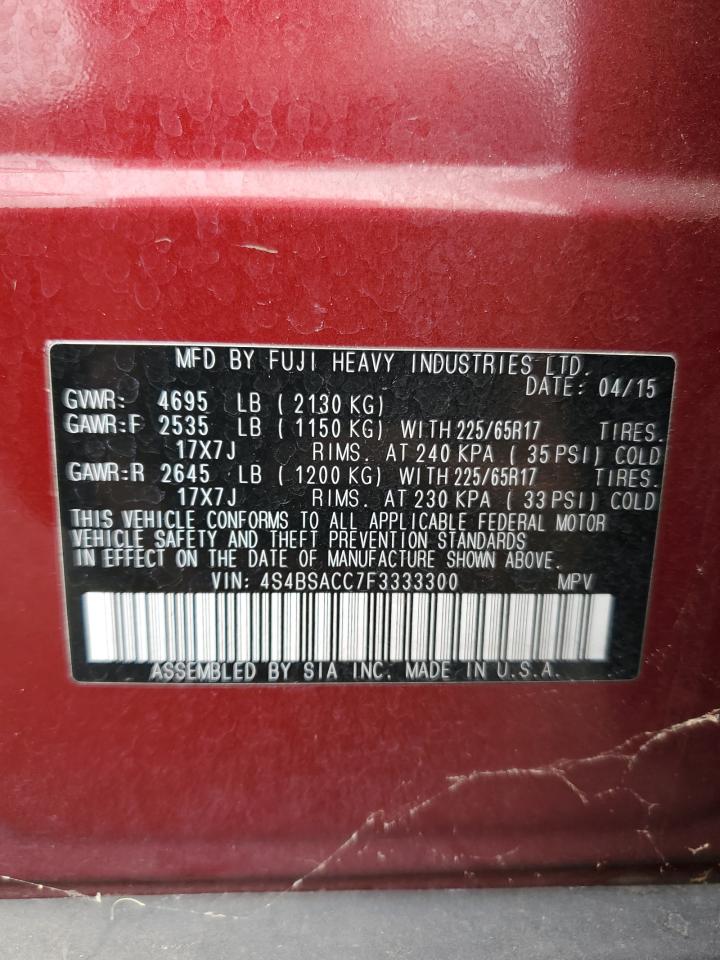 MFD BY FUJI HEAVY INDUSTRIES LTD.
DATE: 04/15
GVWR: 4695 LB ( 2130 KG)
GAWR:F 2535 LB ( 1150 KG) WITH 225/65R17 TIRES.
17X7J RIMS. AT 240 KPA ( 35 PSI) COLD
GAWR:R 2645 LB ( 1200 KG) WITH 225/65R17 TIRES.
17X7J RIMS. AT 230 KPA ( 33 PSI) COLD
THIS VEHICLE CONFORMS TO ALL APPLICABLE FEDERAL MOTOR
VEHICLE SAFETY AND THEFT PREVENTION STANDARDS
IN EFFECT ON THE DATE OF MANUFACTURE SHOWN ABOVE.
VIN: 4S4BSACC7F3333300 MPV
ASSEMBLED BY SIA INC. MADE IN U.S.A.